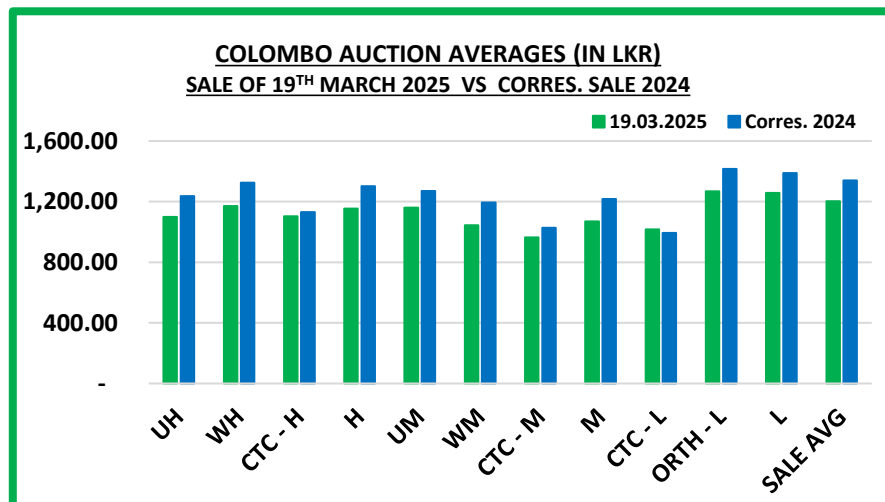 COLOMBO AUCTION AVERAGES (IN LKR)
SALE OF 19TH MARCH 2025 VS CORRES. SALE 2024
19.03.2025 Corres. 2024
1,600.00
1,200.00
800.00
400.00
-
UH
WH
CTC - H
H
UM
WM
CTC - M
M
CTC - L
ORTH - L
L
SALE AVG